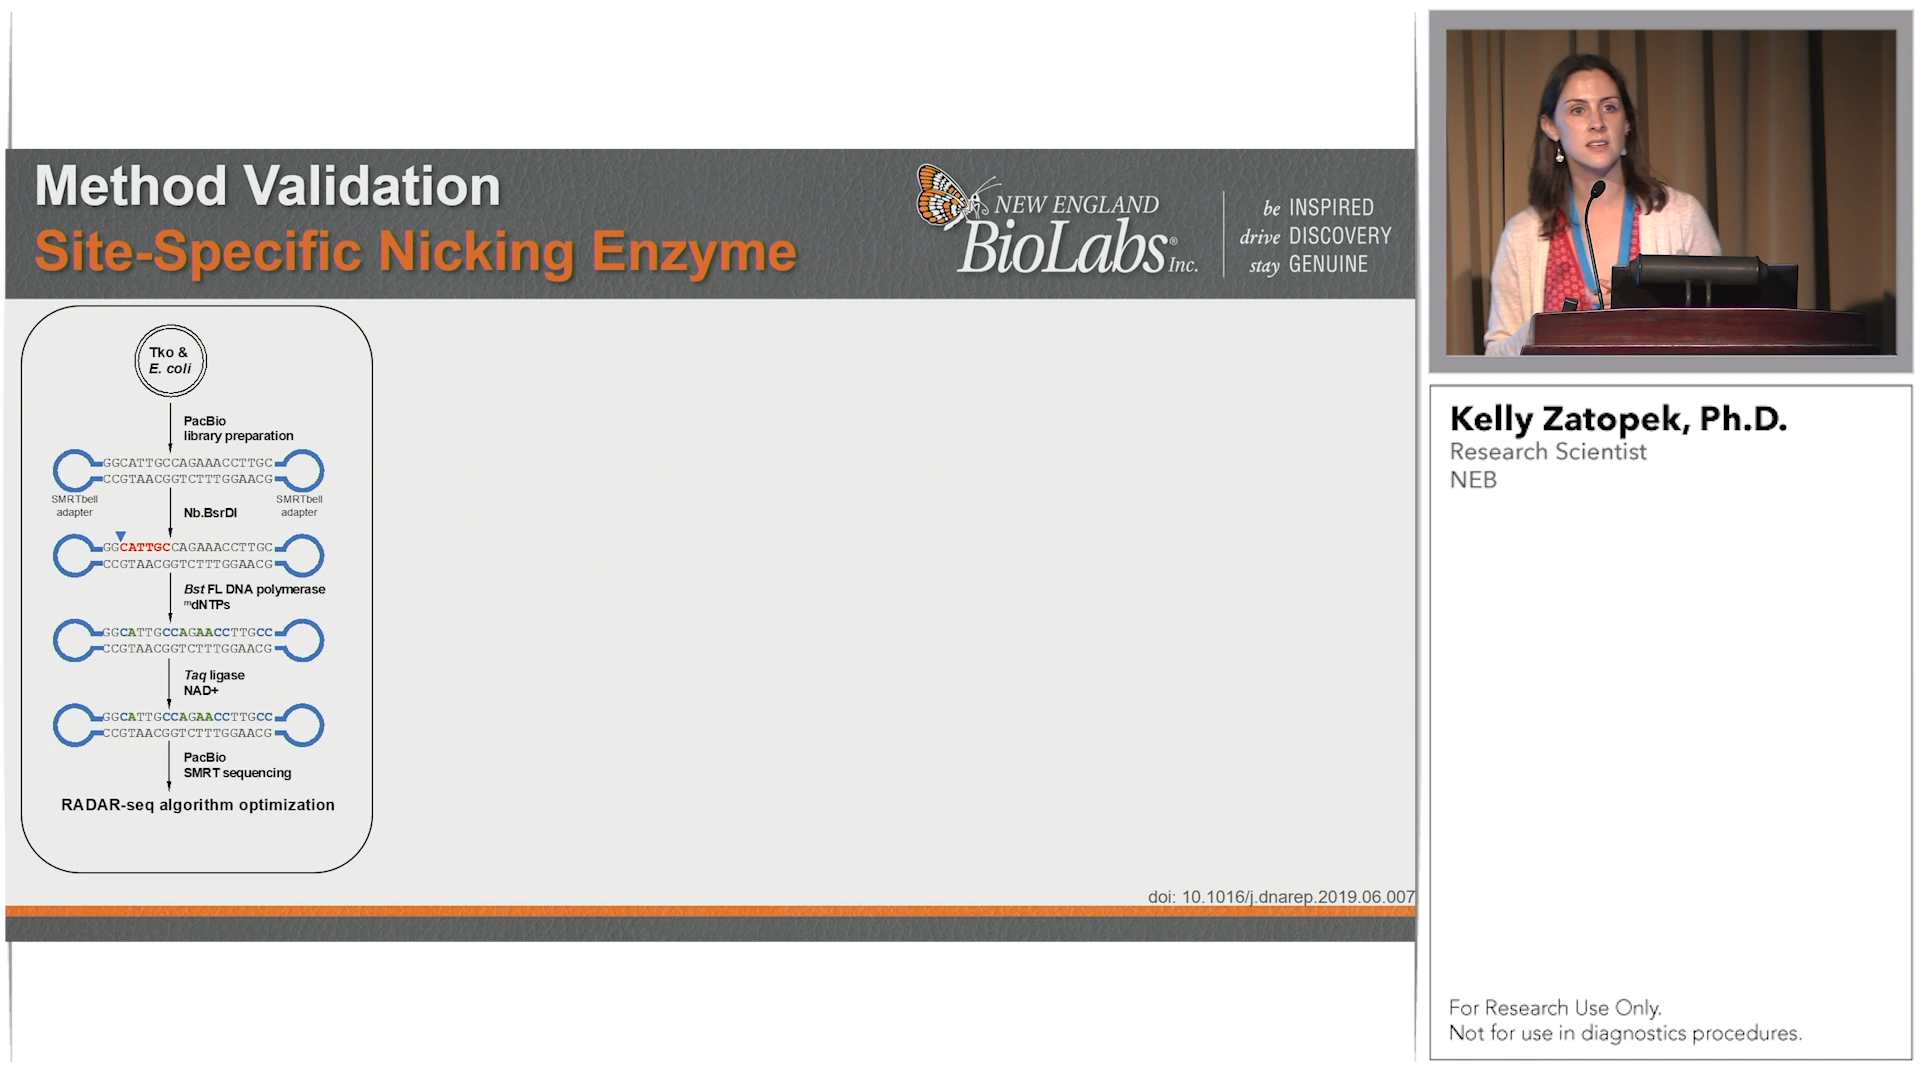 Method Validation
Site-Specific Nicking Enzyme
NEW ENGLAND
BioLabs® Inc.
be INSPIRED
drive DISCOVERY
stay GENUINE
Tko &
E. coli
PacBio
library preparation
GGCATTGCCAGAAACCTTGC
CCGTAACGGTCTTTGGAACG
SMRTbell
adapter
SMRTbell
adapter
Nb.BsrDI
GGCATTGCCAGAAACCTTGC
CCGTAACGGTCTTTGGAACG
Bst FL DNA polymerase
mdNTPs
GGCATTGCCAGAACCTTGCC
CCGTAACGGTCTTTGGAACG
Taq ligase
NAD+
GGCATTGCCAGAACCTTGCC
CCGTAACGGTCTTTGGAACG
PacBio
SMRT sequencing
RADAR-seq algorithm optimization
doi: 10.1016/j.dnarep.2019.06.007
Kelly Zatopek, Ph.D.
Research Scientist
NEB
For Research Use Only.
Not for use in diagnostics procedures.